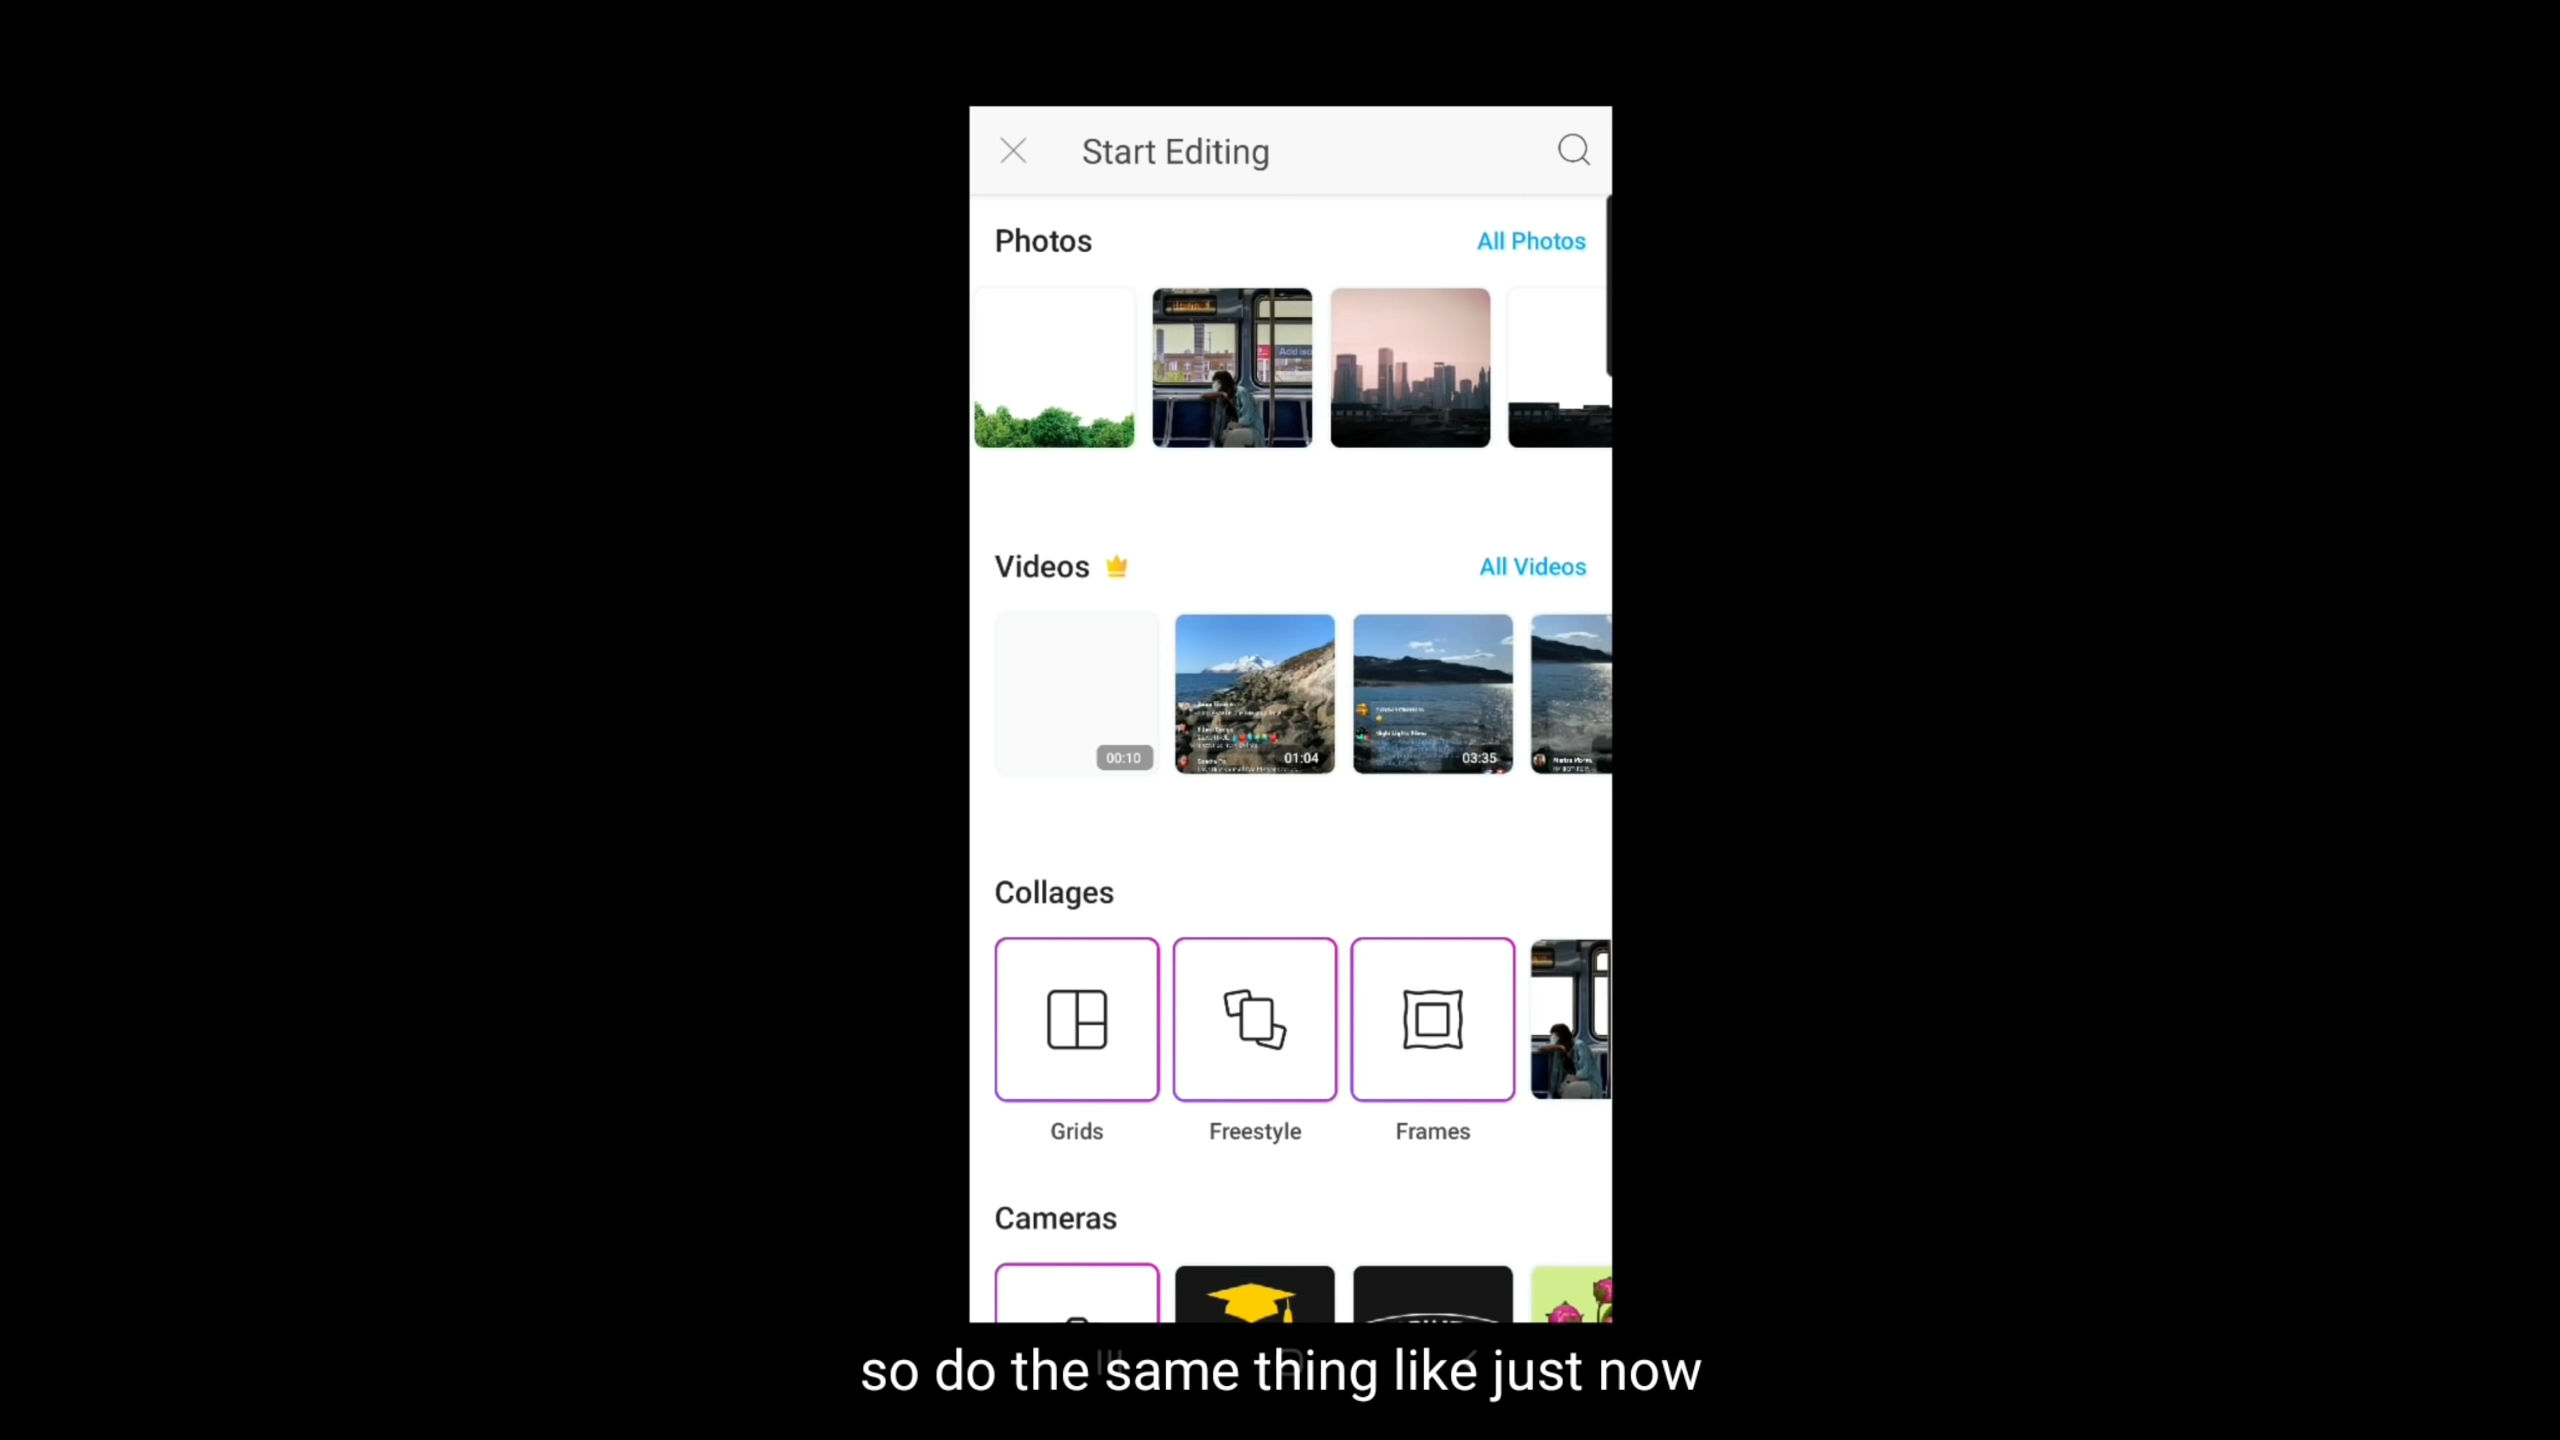 Start Editing
Photos
All Photos
Videos
All Videos
00:10
01:04
03:35
Collages
Grids
Freestyle
Frames
Cameras
so do the same thing like just now